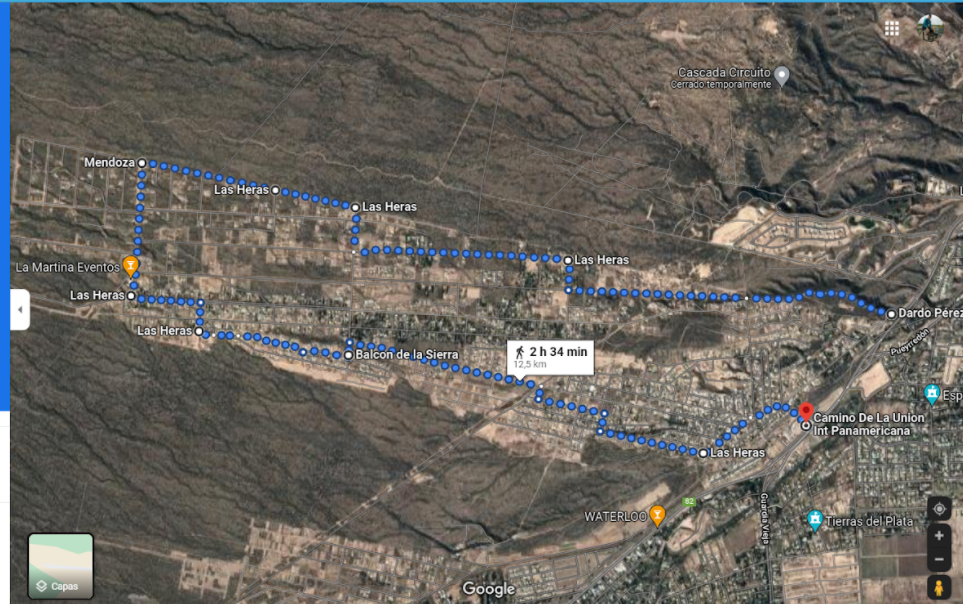 Cascada Circuito
Cerrado temporalmente
Mendoza
Las Heras
Las Heras
La Martina Eventos
Las Heras
Las Heras
Dardo Pérez
Las Heras
Balcon de la Sierra
2 h 34 min
12,5 km
Pueyrredón
Esp
Camino De La Union
Int Panamericana
Las Heras
82
WATERLOO
Guardia Vieja
Tierras del Plata
Capas
Google